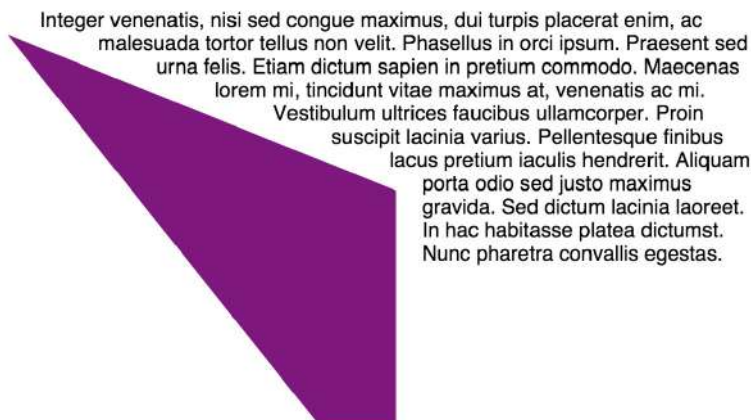 Integer venenatis, nisi sed congue maximus, dui turpis placerat enim, ac
malesuada tortor tellus non velit. Phasellus in orci ipsum. Praesent sed
urna felis. Etiam dictum sapien in pretium commodo. Maecenas
lorem mi, tincidunt vitae maximus at, venenatis ac mi.
Vestibulum ultrices faucibus ullamcorper. Proin
suscipit lacinia varius. Pellentesque finibus
lacus pretium iaculis hendrerit. Aliquam
porta odio sed justo maximus
gravida. Sed dictum lacinia laoreet.
In hac habitasse platea dictumst.
Nunc pharetra convallis egestas.